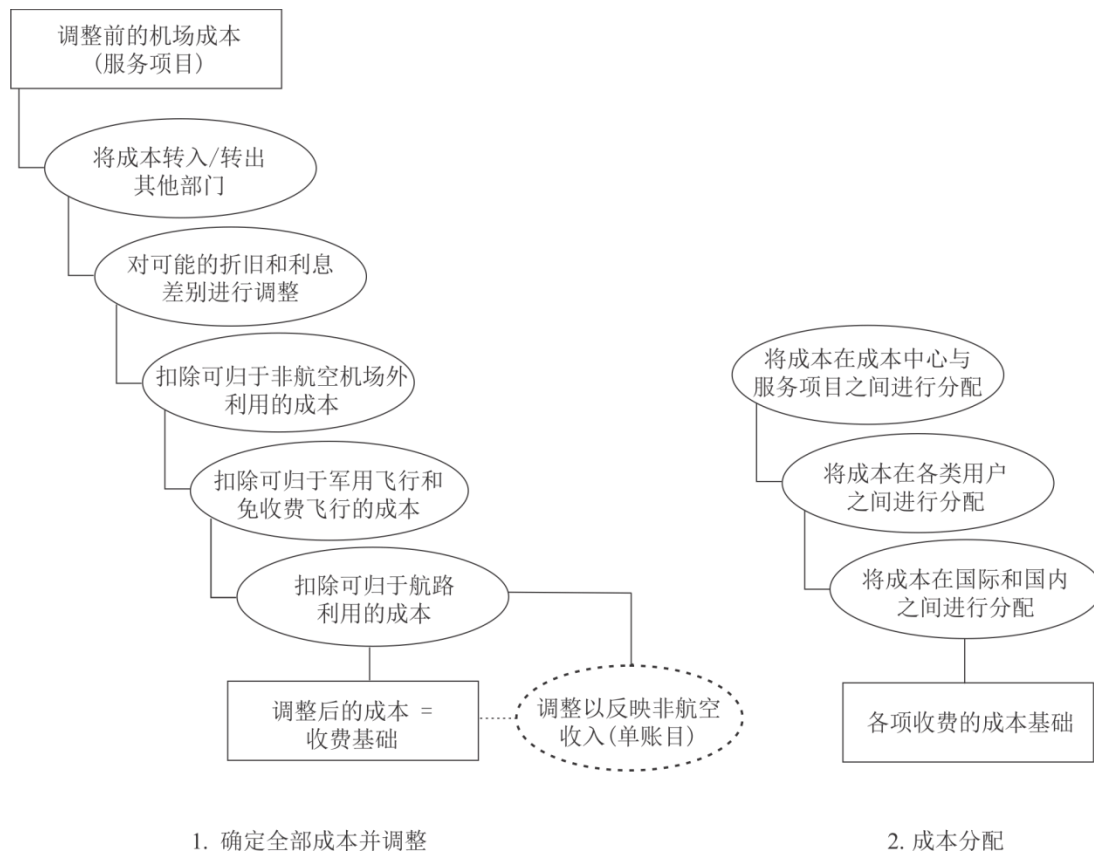 调整前的机场成本
(服务项目)
将成本转入/转出
其他部门
对可能的折旧和利息
差别进行调整
扣除可归于非航空机场外
利用的成本
扣除可归于军用飞行和
免收费飞行的成本
扣除可归于航路
利用的成本
调整后的成本 =
收费基础
调整以反映非航空
收入(单账目)
1. 确定全部成本并调整
将成本在成本中心与
服务项目之间进行分配
将成本在各类用户
之间进行分配
将成本在国际和国内
之间进行分配
各项收费的成本基础
2. 成本分配